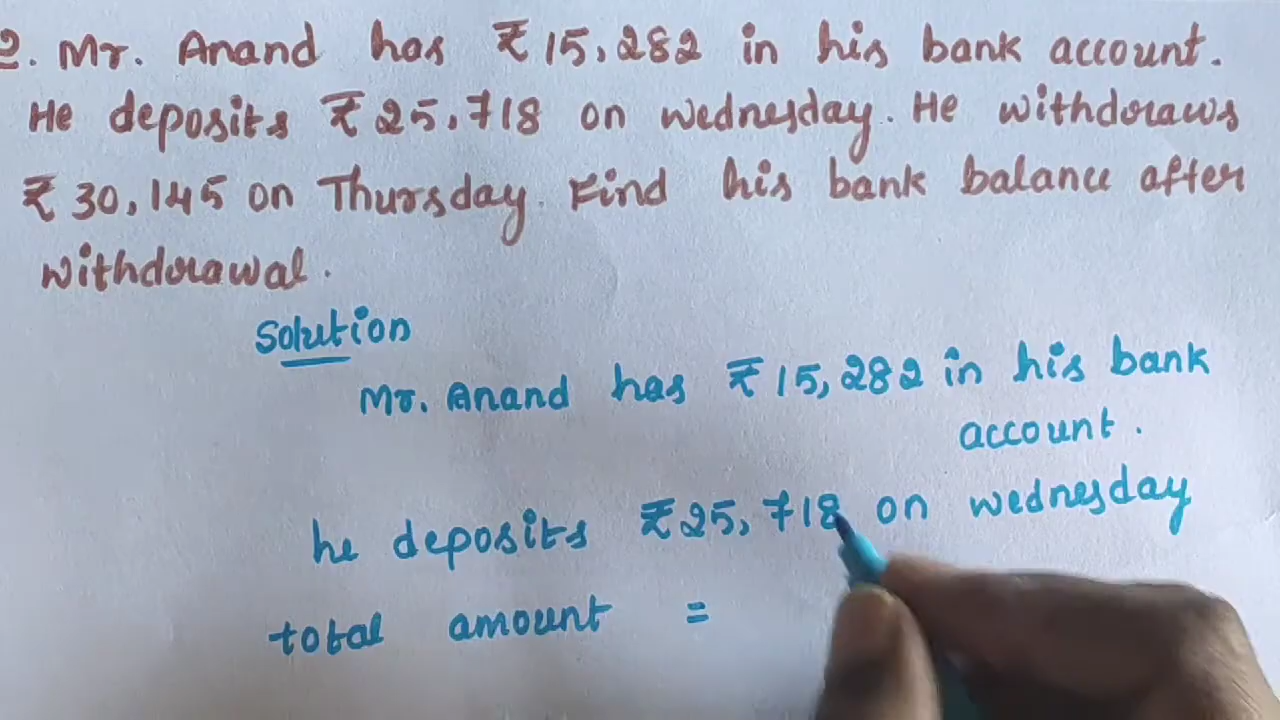 2. Mr. Anand has ₹15,282 in his bank account.
He deposits ₹25,718 on wednesday. He withdraws
₹30,145 on Thursday. Find his bank balance after
withdrawal.
Solution
Mr. Anand has ₹15,282 in his bank
account.
he deposits ₹25,718 on wednesday
total amount =